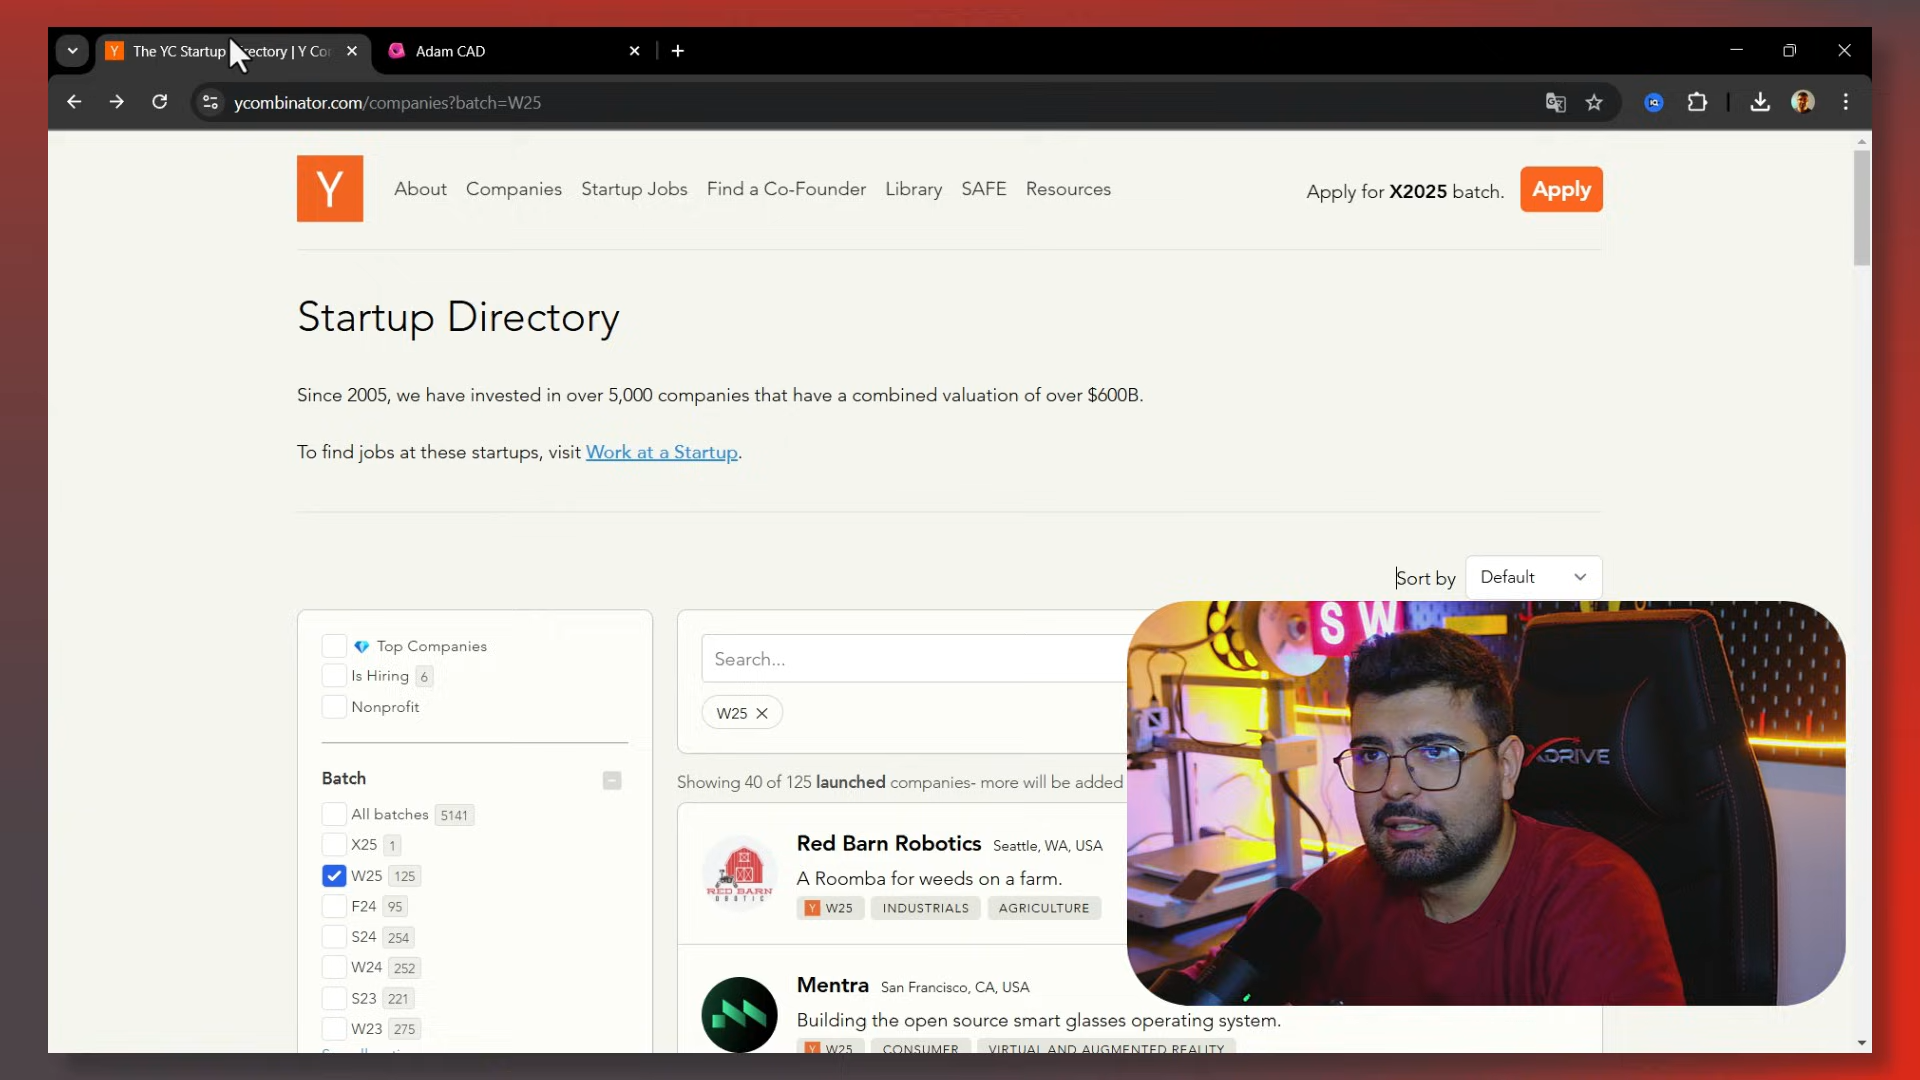 The YC Startup Directory | Y Co
Adam CAD
ycombinator.com/companies?batch=W25
Y
About
Companies
Startup Jobs
Find a Co-Founder
Library
SAFE
Resources
Apply for X2025 batch.
Apply
Startup Directory
Since 2005, we have invested in over 5,000 companies that have a combined valuation of over $600B.
To find jobs at these startups, visit Work at a Startup.
Sort by
Default
Top Companies
Is Hiring 6
Nonprofit
Batch
All batches 5141
X25 1
W25 125
F24 95
S24 254
W24 252
S23 221
W23 275
Search...
W25
Showing 40 of 125 launched companies- more will be added
RED BARN
ROBOTIC
Red Barn Robotics Seattle, WA, USA
A Roomba for weeds on a farm.
Y W25 INDUSTRIALS AGRICULTURE
Mentra San Francisco, CA, USA
Building the open source smart glasses operating system.
Y W25 CONSUMER VIRTUAL AND AUGMENTED REALITY
S W
XDRIVE